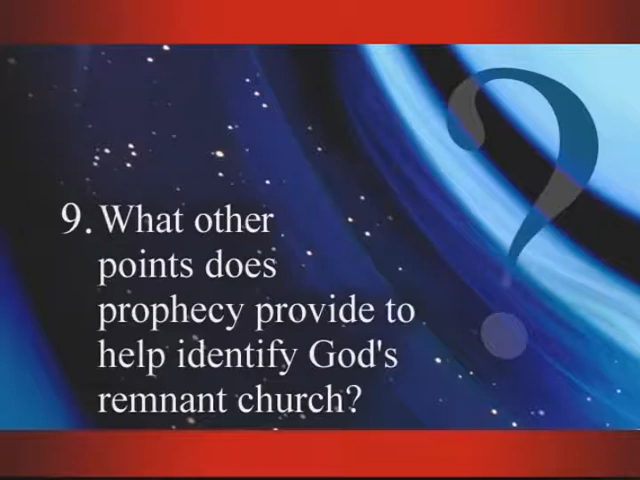 9. What other
points does
prophecy provide to
help identify God's
remnant church?